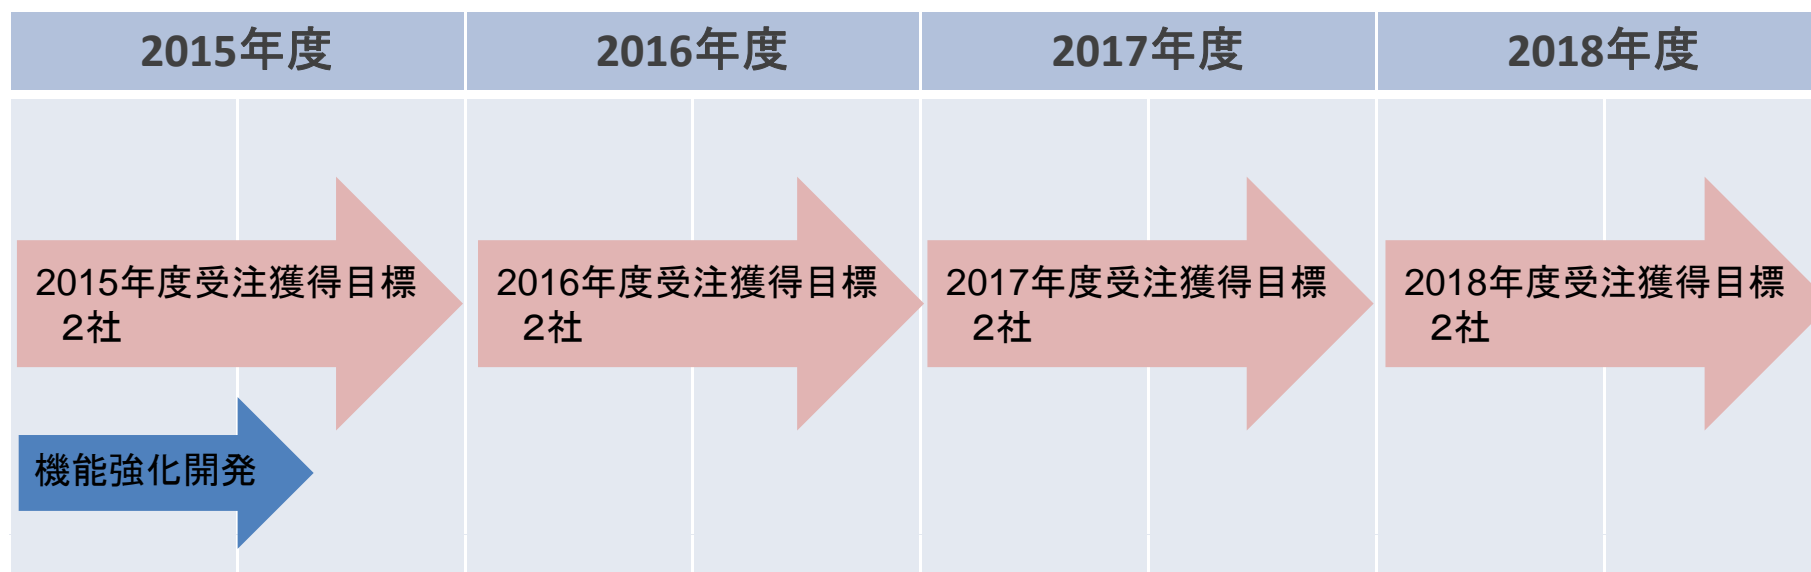 2015年度
2016年度
2017年度
2018年度
2015年度受注獲得目標
２社
2016年度受注獲得目標
２社
2017年度受注獲得目標
２社
2018年度受注獲得目標
２社
機能強化開発